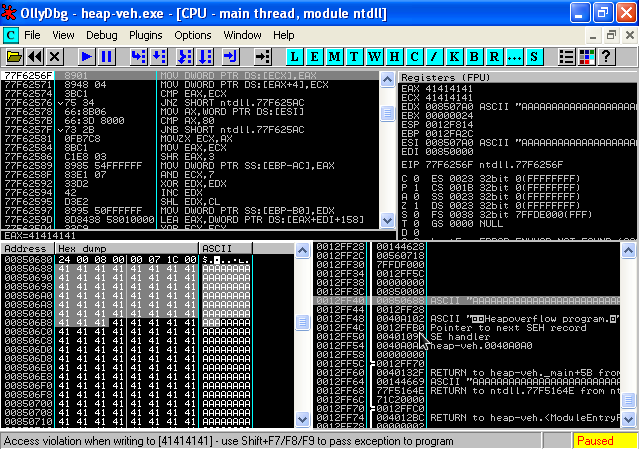 OllyDbg - heap-veh.exe - [CPU - main thread, module ntdll]
C File View Debug Plugins Options Window Help
L E M T W H C / K B R ... S ?
77F6256F 8901 MOV DWORD PTR DS:[ECX],EAX
77F62571 8948 04 MOV DWORD PTR DS:[EAX+4],ECX
77F62574 3BC1 CMP EAX,ECX
77F62576 75 34 JNZ SHORT ntdll.77F625AC
77F62578 66:8B06 MOV AX,WORD PTR DS:[ESI]
77F6257B 66:3D 8000 CMP AX,80
77F6257F 73 2B JNB SHORT ntdll.77F625AC
77F62581 0FB7C8 MOVZX ECX,AX
77F62584 8BC1 MOV EAX,ECX
77F62586 C1E8 03 SHR EAX,3
77F62589 8985 54FFFFFF MOV DWORD PTR SS:[EBP-AC],EAX
77F6258F 83E1 07 AND ECX,7
77F62592 33D2 XOR EDX,EDX
77F62594 42 INC EDX
77F62595 D3E2 SHL EDX,CL
77F62597 8995 50FFFFFF MOV DWORD PTR SS:[EBP-B0],EDX
77F6259D 8D8438 58010000 LEA EAX,DWORD PTR DS:[EAX+EDI+158]
EAX=41414141
Registers (FPU)
EAX 41414141
ECX 41414141
EDX 008507A0 ASCII "AAAAAAAAAAAAAAAAAAAAAAA
EBX 00000024
ESP 0012F814
EBP 0012FA2C
ESI 008507A0 ASCII "AAAAAAAAAAAAAAAAAAAAAAA
EDI 00850000
EIP 77F6256F ntdll.77F6256F
C 0 ES 0023 32bit 0(FFFFFFFF)
P 1 CS 001B 32bit 0(FFFFFFFF)
A 0 SS 0023 32bit 0(FFFFFFFF)
Z 1 DS 0023 32bit 0(FFFFFFFF)
S 0 FS 0038 32bit 7FFDE000(FFF)
T 0 GS 0000 NULL
D 0
Address Hex dump ASCII
00850688 24 00 08 00 00 07 1C 00
00850690 41 41 41 41 41 41 41 41 AAAAAAAA
00850698 41 41 41 41 41 41 41 41 AAAAAAAA
008506A0 41 41 41 41 41 41 41 41 AAAAAAAA
008506A8 41 41 41 41 41 41 41 41 AAAAAAAA
008506B0 41 41 41 41 41 41 41 41 AAAAAAAA
008506B8 41 41 41 41 41 41 41 41 AAAAAAAA
008506C0 41 41 41 41 41 41 41 41 AAAAAAAA
008506C8 41 41 41 41 41 41 41 41 AAAAAAAA
008506D0 41 41 41 41 41 41 41 41 AAAAAAAA
008506D8 41 41 41 41 41 41 41 41 AAAAAAAA
008506E0 41 41 41 41 41 41 41 41 AAAAAAAA
008506E8 41 41 41 41 41 41 41 41 AAAAAAAA
008506F0 41 41 41 41 41 41 41 41 AAAAAAAA
008506F8 41 41 41 41 41 41 41 41 AAAAAAAA
00850700 41 41 41 41 41 41 41 41 AAAAAAAA
00850708 41 41 41 41 41 41 41 41 AAAAAAAA
00850710 41 41 41 41 41 41 41 41 AAAAAAAA
0012FF28 00144628
0012FF2C 00560718
0012FF30 7FFDF000
0012FF34 0012FF5C
0012FF38 00000000
0012FF3C 00850000
0012FF40 00850688 ASCII "AAAAAAAAAAAAAAAAAAAAAAA
0012FF44 0012FF28
0012FF48 0040A102 ASCII "Heapoverflow program."
0012FF4C 0012FFB0 Pointer to next SEH record
0012FF50 0040109 SE handler
0012FF54 0040A0A0 heap-veh.0040A0A0
0012FF58 00000000
0012FF5C 0012FF70
0012FF60 0040132F RETURN to heap-veh._main+5B from
0012FF64 00144669 ASCII "AAAAAAAAAAAAAAAAAAAAAAA
0012FF68 77F5164E RETURN to ntdll.77F5164E from nt
0012FF6C 71C20000
0012FF70 0012FFC0
0012FF74 004012BC RETURN to heap-veh.<ModuleEntryP
0012FF78 00000001
Access violation when writing to [41414141] - use Shift+F7/F8/F9 to pass exception to program
Paused